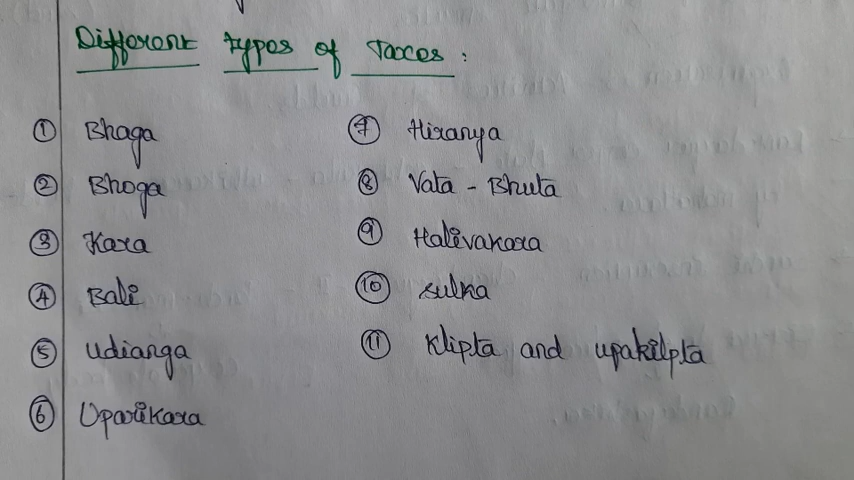 Different types of Taxes :
① Bhaga
② Bhoga
③ Kara
④ Bali
⑤ Udianga
⑥ Uparikara
⑦ Hiranya
⑧ Vata - Bhuta
⑨ Halivakara
⑩ sulka
⑪ Klipta and upakilpta